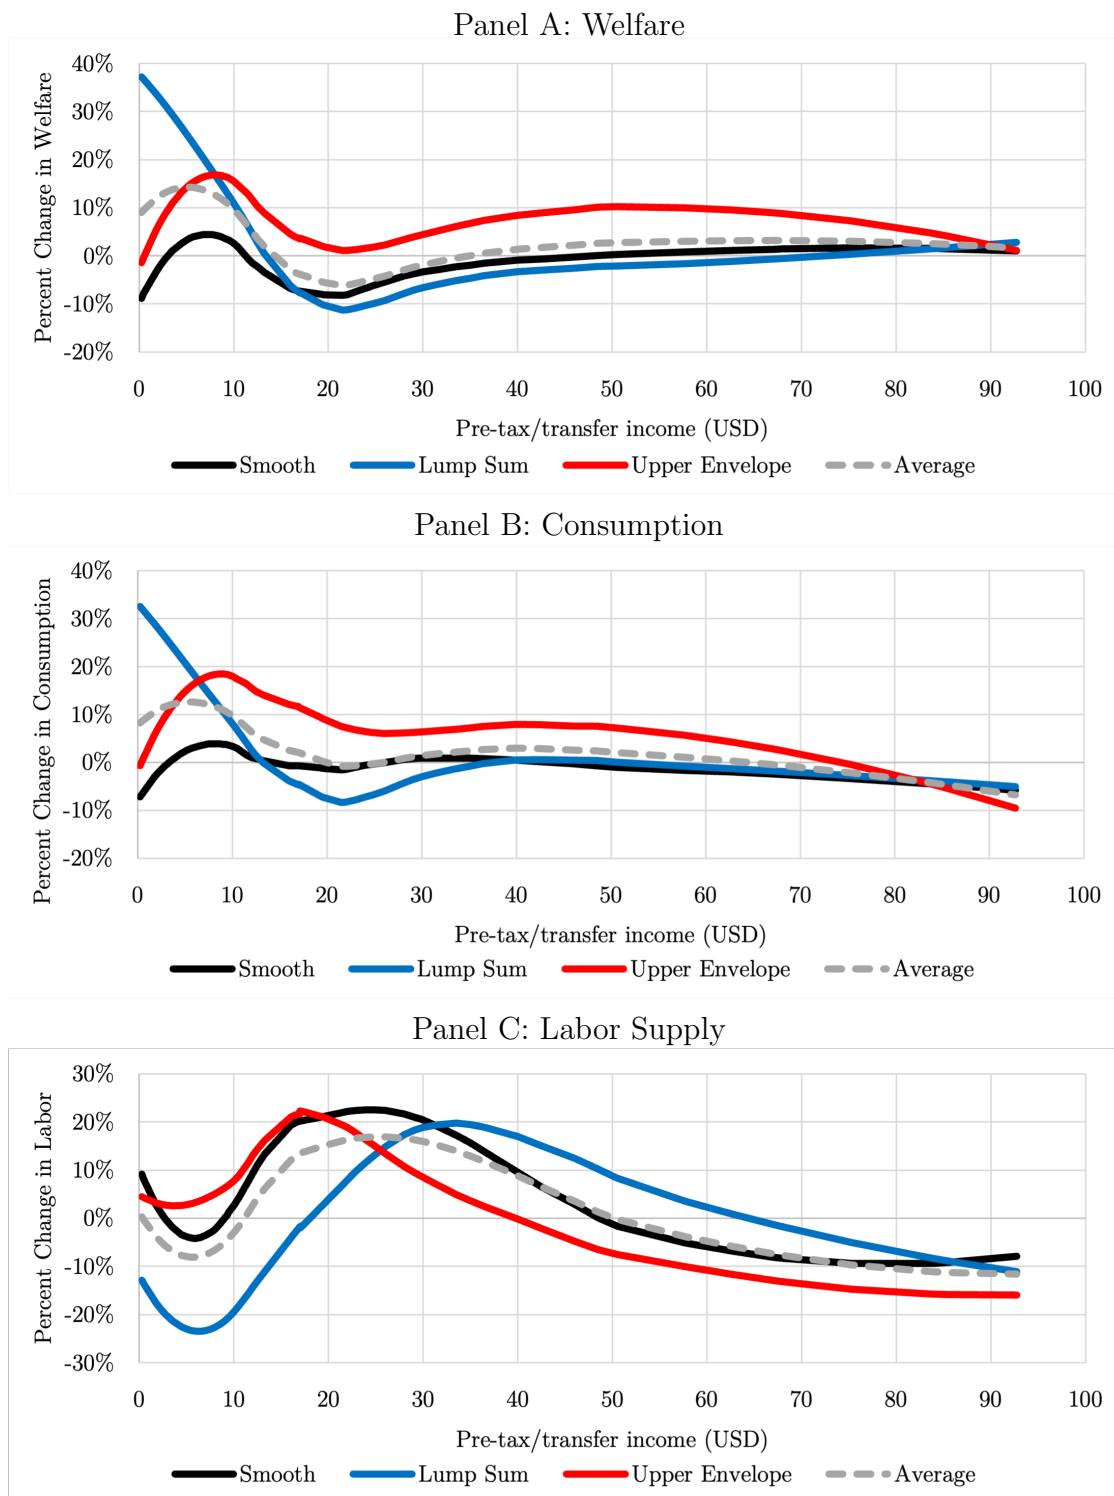 Panel A: Welfare
Percent Change in Welfare
40%
30%
20%
10%
0%
-10%
-20%
0 10 20 30 40 50 60 70 80 90 100
Pre-tax/transfer income (USD)
Smooth Lump Sum Upper Envelope Average
Panel B: Consumption
Percent Change in Consumption
40%
30%
20%
10%
0%
-10%
-20%
0 10 20 30 40 50 60 70 80 90 100
Pre-tax/transfer income (USD)
Smooth Lump Sum Upper Envelope Average
Panel C: Labor Supply
Percent Change in Labor
30%
20%
10%
0%
-10%
-20%
-30%
0 10 20 30 40 50 60 70 80 90 100
Pre-tax/transfer income (USD)
Smooth Lump Sum Upper Envelope Average